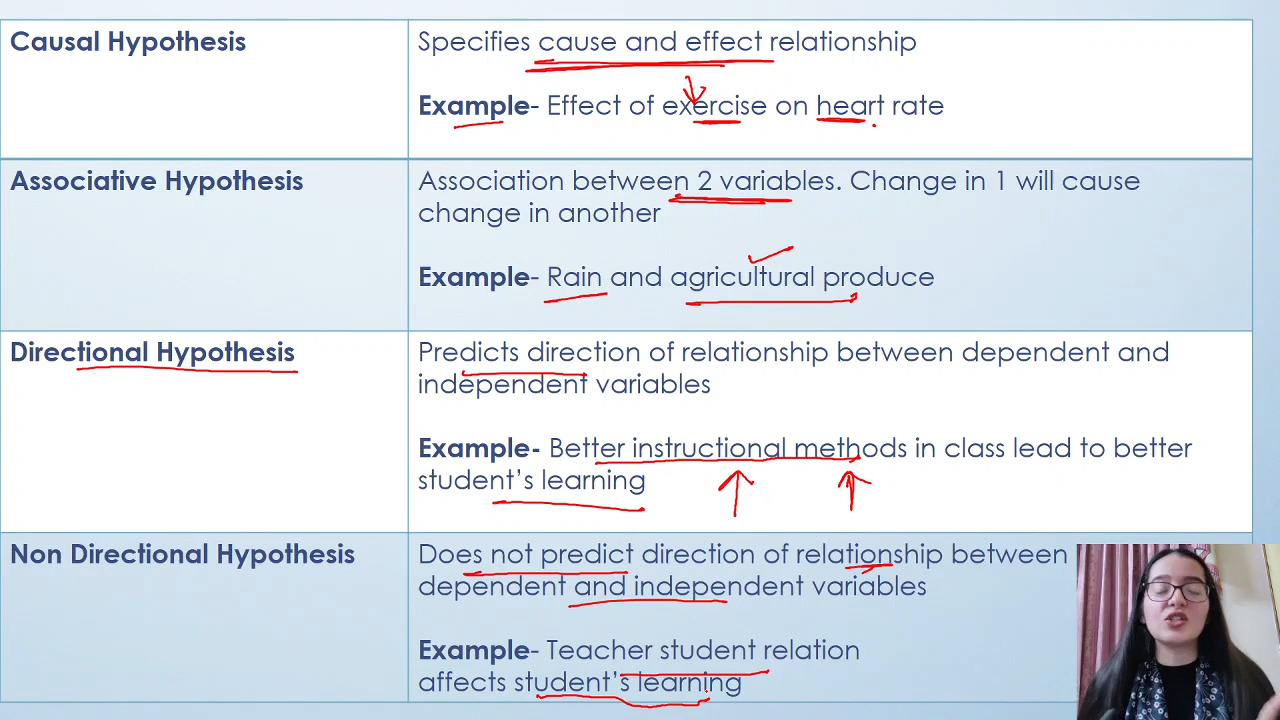 Causal Hypothesis
Specifies cause and effect relationship
Example- Effect of exercise on heart rate
Associative Hypothesis
Association between 2 variables. Change in 1 will cause
change in another
Example- Rain and agricultural produce
Directional Hypothesis
Predicts direction of relationship between dependent and
independent variables
Example- Better instructional methods in class lead to better
student's learning
Non Directional Hypothesis
Does not predict direction of relationship between
dependent and independent variables
Example- Teacher student relation
affects student's learning